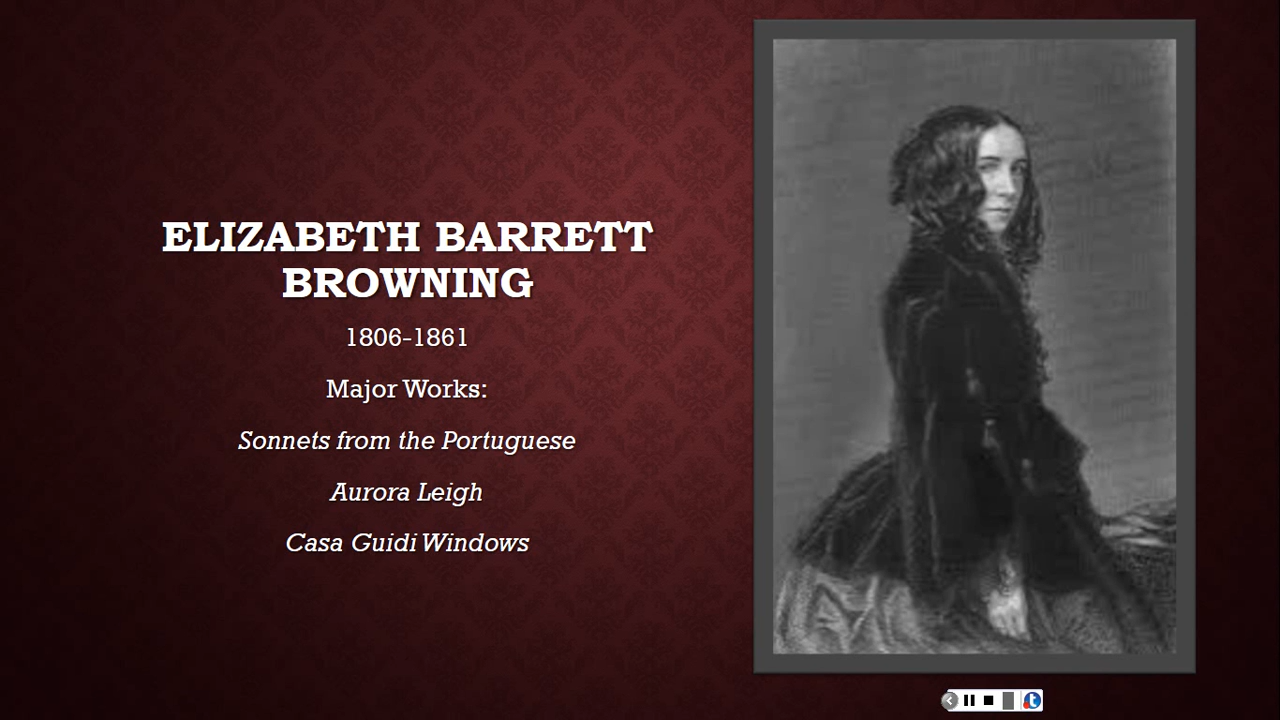 ELIZABETH BARRETT
BROWNING
1806-1861
Major Works:
Sonnets from the Portuguese
Aurora Leigh
Casa Guidi Windows